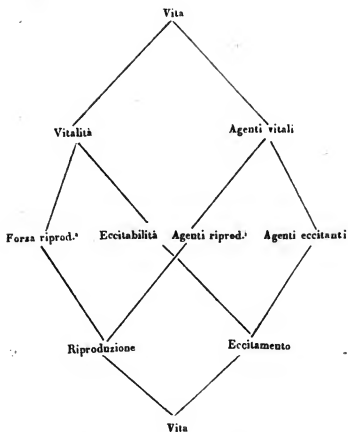 Vita
Vitalità Agenti vitali
Forza riprod.ª Eccitabilità Agenti riprod.i Agenti eccitanti
Riproduzione Eccitamento
Vita